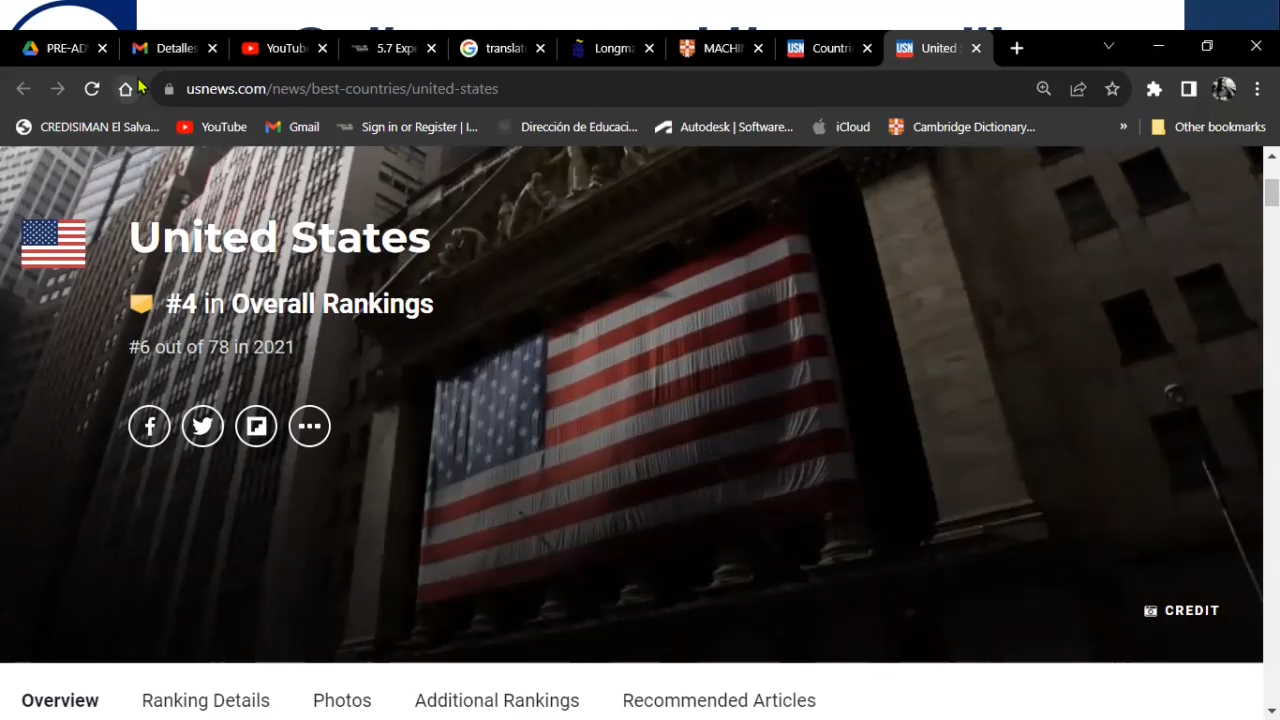 PRE-AD
Detalles
YouTub
5.7 Exp
translat
Longm
MACHI
USN Countri
USN United
usnews.com/news/best-countries/united-states
CREDISIMAN El Salva...
YouTube
Gmail
Sign in or Register | I...
Dirección de Educaci...
Autodesk | Software...
iCloud
Cambridge Dictionary...
»
Other bookmarks
United States
#4 in Overall Rankings
#6 out of 78 in 2021
CREDIT
Overview
Ranking Details
Photos
Additional Rankings
Recommended Articles